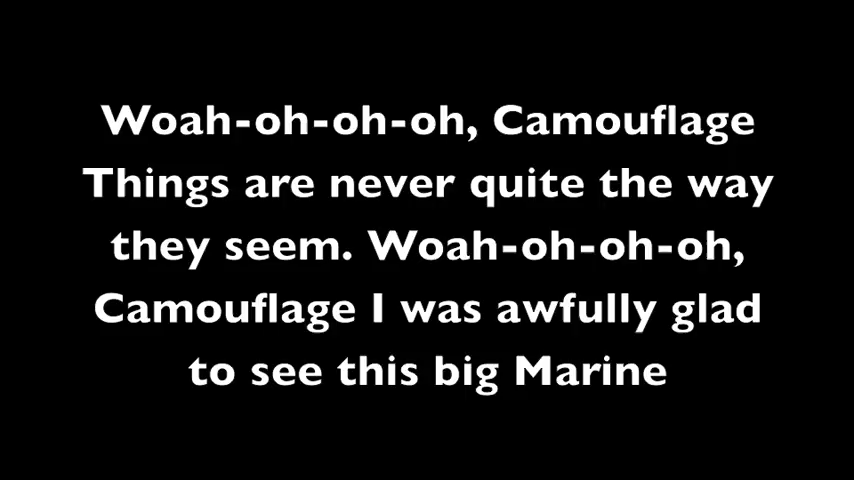 Woah-oh-oh-oh, Camouflage
Things are never quite the way
they seem. Woah-oh-oh-oh,
Camouflage I was awfully glad
to see this big Marine